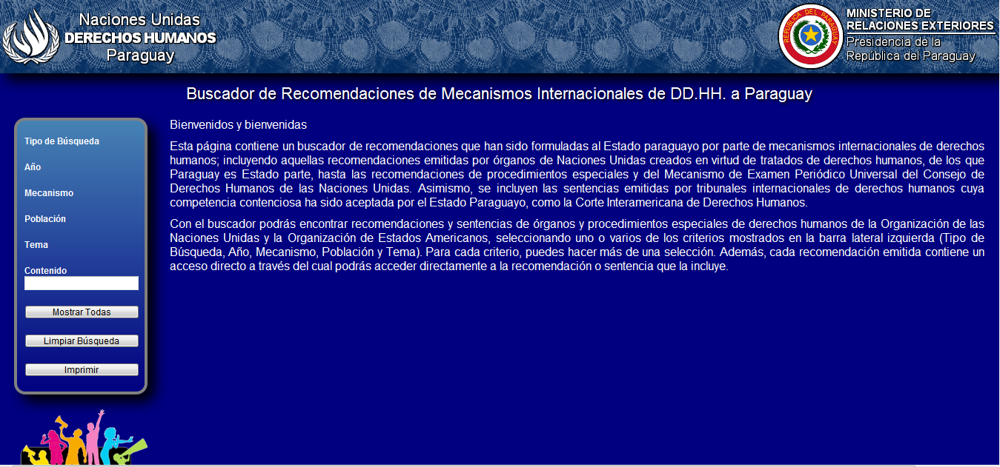 Naciones Unidas
DERECHOS HUMANOS
Paraguay
REPUBLICA DEL PARAGUAY
MINISTERIO DE
RELACIONES EXTERIORES
Presidencia de la
República del Paraguay
Buscador de Recomendaciones de Mecanismos Internacionales de DD.HH. a Paraguay
Tipo de Búsqueda
Año
Mecanismo
Población
Tema
Contenido
Mostrar Todas
Limpiar Búsqueda
Imprimir
Bienvenidos y bienvenidas
Esta página contiene un buscador de recomendaciones que han sido formuladas al Estado paraguayo por parte de mecanismos internacionales de derechos
humanos; incluyendo aquellas recomendaciones emitidas por órganos de Naciones Unidas creados en virtud de tratados de derechos humanos, de los que
Paraguay es Estado parte, hasta las recomendaciones de procedimientos especiales y del Mecanismo de Examen Periódico Universal del Consejo de
Derechos Humanos de las Naciones Unidas. Asimismo, se incluyen las sentencias emitidas por tribunales internacionales de derechos humanos cuya
competencia contenciosa ha sido aceptada por el Estado Paraguayo, como la Corte Interamericana de Derechos Humanos.
Con el buscador podrás encontrar recomendaciones y sentencias de órganos y procedimientos especiales de derechos humanos de la Organización de las
Naciones Unidas y la Organización de Estados Americanos, seleccionando uno o varios de los criterios mostrados en la barra lateral izquierda (Tipo de
Búsqueda, Año, Mecanismo, Población y Tema). Para cada criterio, puedes hacer más de una selección. Además, cada recomendación emitida contiene un
acceso directo a través del cual podrás acceder directamente a la recomendación o sentencia que la incluye.